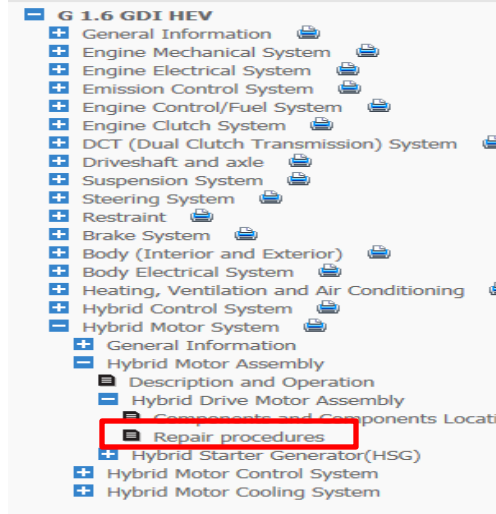 G 1.6 GDI HEV
General Information
Engine Mechanical System
Engine Electrical System
Emission Control System
Engine Control/Fuel System
Engine Clutch System
DCT (Dual Clutch Transmission) System
Driveshaft and axle
Suspension System
Steering System
Restraint
Brake System
Body (Interior and Exterior)
Body Electrical System
Heating, Ventilation and Air Conditioning
Hybrid Control System
Hybrid Motor System
General Information
Hybrid Motor Assembly
Description and Operation
Hybrid Drive Motor Assembly
Components and Components Locati
Repair procedures
Hybrid Starter Generator(HSG)
Hybrid Motor Control System
Hybrid Motor Cooling System